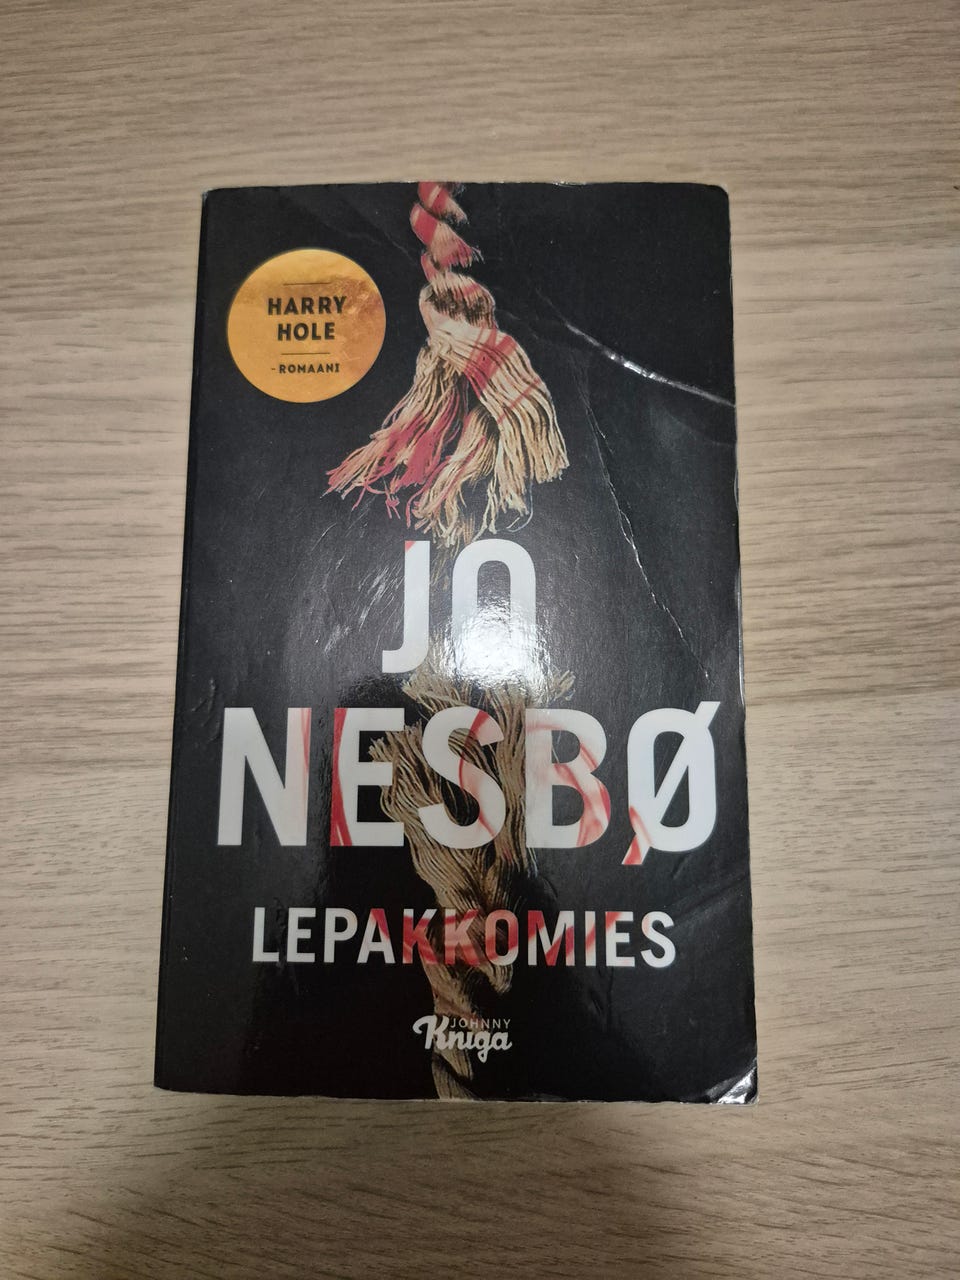 HARRY
HOLE
-ROMAANI
JO
NESBØ
LEPAKKOMIES
JOHNNY
Kniga